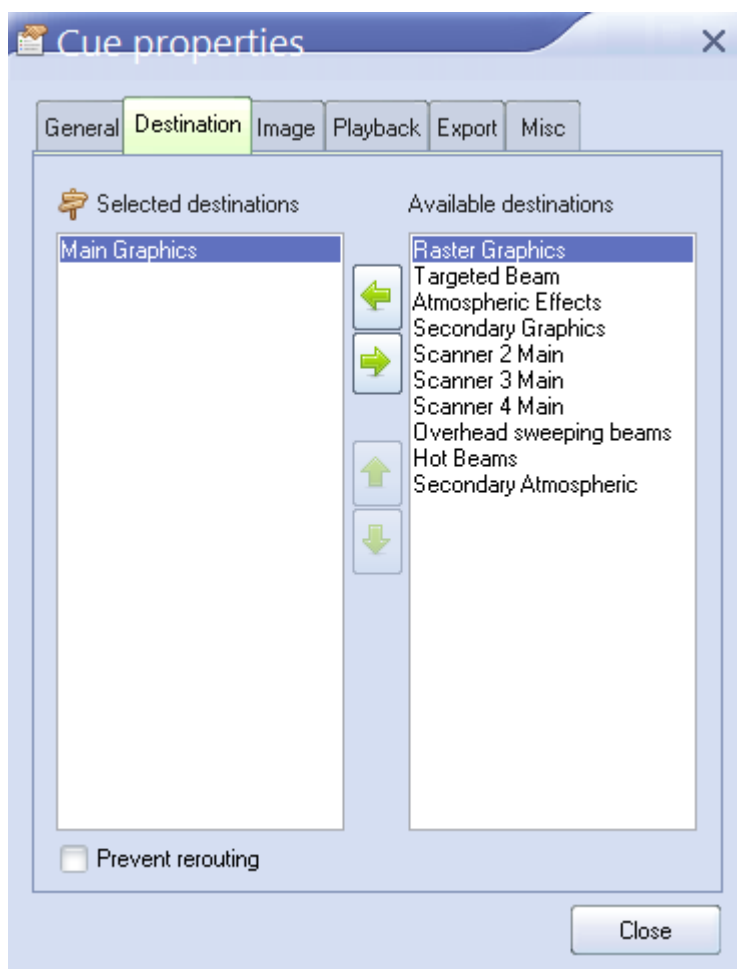 Cue properties
General Destination Image Playback Export Misc
Selected destinations
Main Graphics
Available destinations
Raster Graphics
Targeted Beam
Atmospheric Effects
Secondary Graphics
Scanner 2 Main
Scanner 3 Main
Scanner 4 Main
Overhead sweeping beams
Hot Beams
Secondary Atmospheric
Prevent rerouting
Close